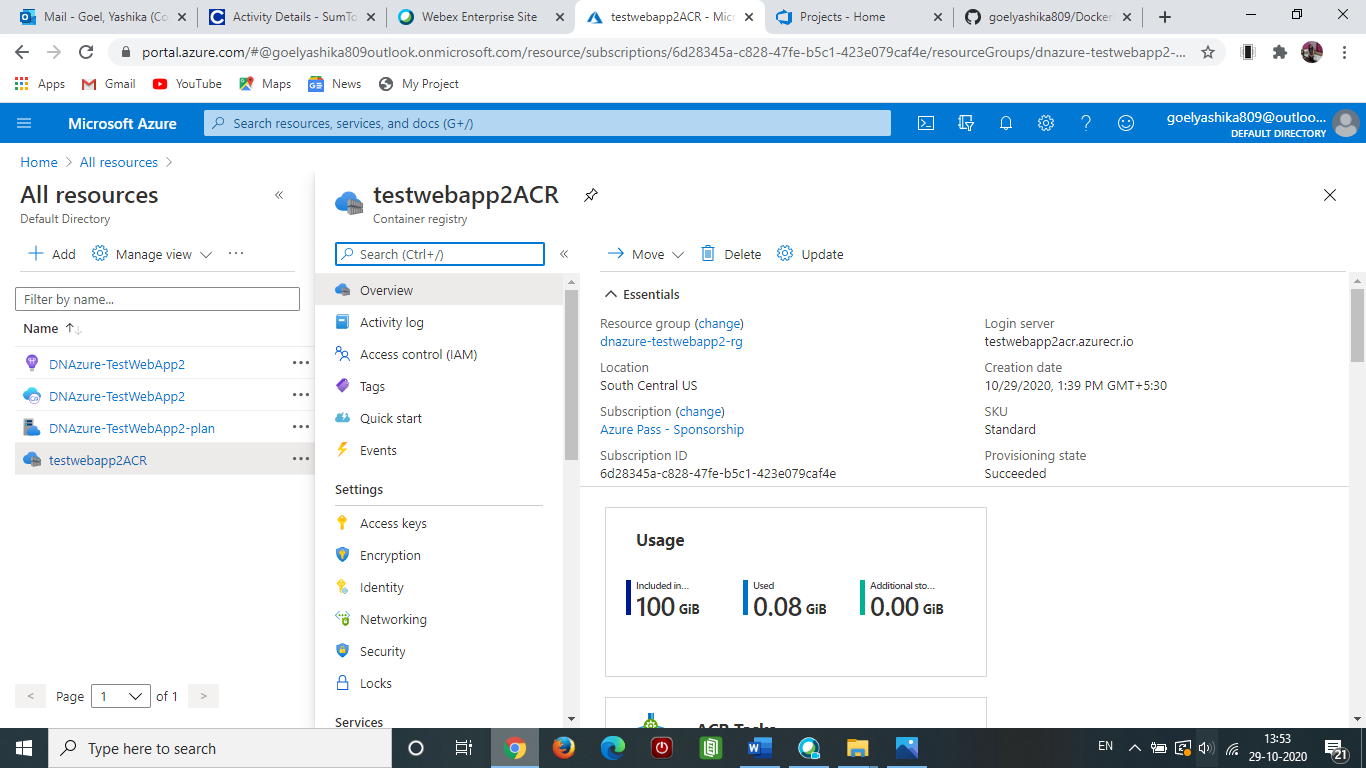 Mail - Goel, Yashika (Co
Activity Details - SumTo
Webex Enterprise Site
testwebapp2ACR - Micr
Projects - Home
goelyashika809/Docker
portal.azure.com/#@goelyashika809outlook.onmicrosoft.com/resource/subscriptions/6d28345a-c828-47fe-b5c1-423e079caf4e/resourceGroups/dnazure-testwebapp2-...
Apps
Gmail
YouTube
Maps
News
My Project
Microsoft Azure
Search resources, services, and docs (G+/)
goelyashika809@outloo...
DEFAULT DIRECTORY
Home > All resources >
All resources
Default Directory
Add
Manage view
Filter by name...
Name
DNAzure-TestWebApp2
DNAzure-TestWebApp2
DNAzure-TestWebApp2-plan
testwebapp2ACR
< Page 1 of 1 >
testwebapp2ACR
Container registry
Search (Ctrl+/)
Overview
Activity log
Access control (IAM)
Tags
Quick start
Events
Settings
Access keys
Encryption
Identity
Networking
Security
Locks
Services
Move
Delete
Update
Essentials
Resource group (change)
dnazure-testwebapp2-rg
Location
South Central US
Subscription (change)
Azure Pass - Sponsorship
Subscription ID
6d28345a-c828-47fe-b5c1-423e079caf4e
Login server
testwebapp2acr.azurecr.io
Creation date
10/29/2020, 1:39 PM GMT+5:30
SKU
Standard
Provisioning state
Succeeded
Usage
Included in...
100 GiB
Used
0.08 GiB
Additional sto...
0.00 GiB
ACR Tasks
Type here to search
EN
13:53
29-10-2020
21